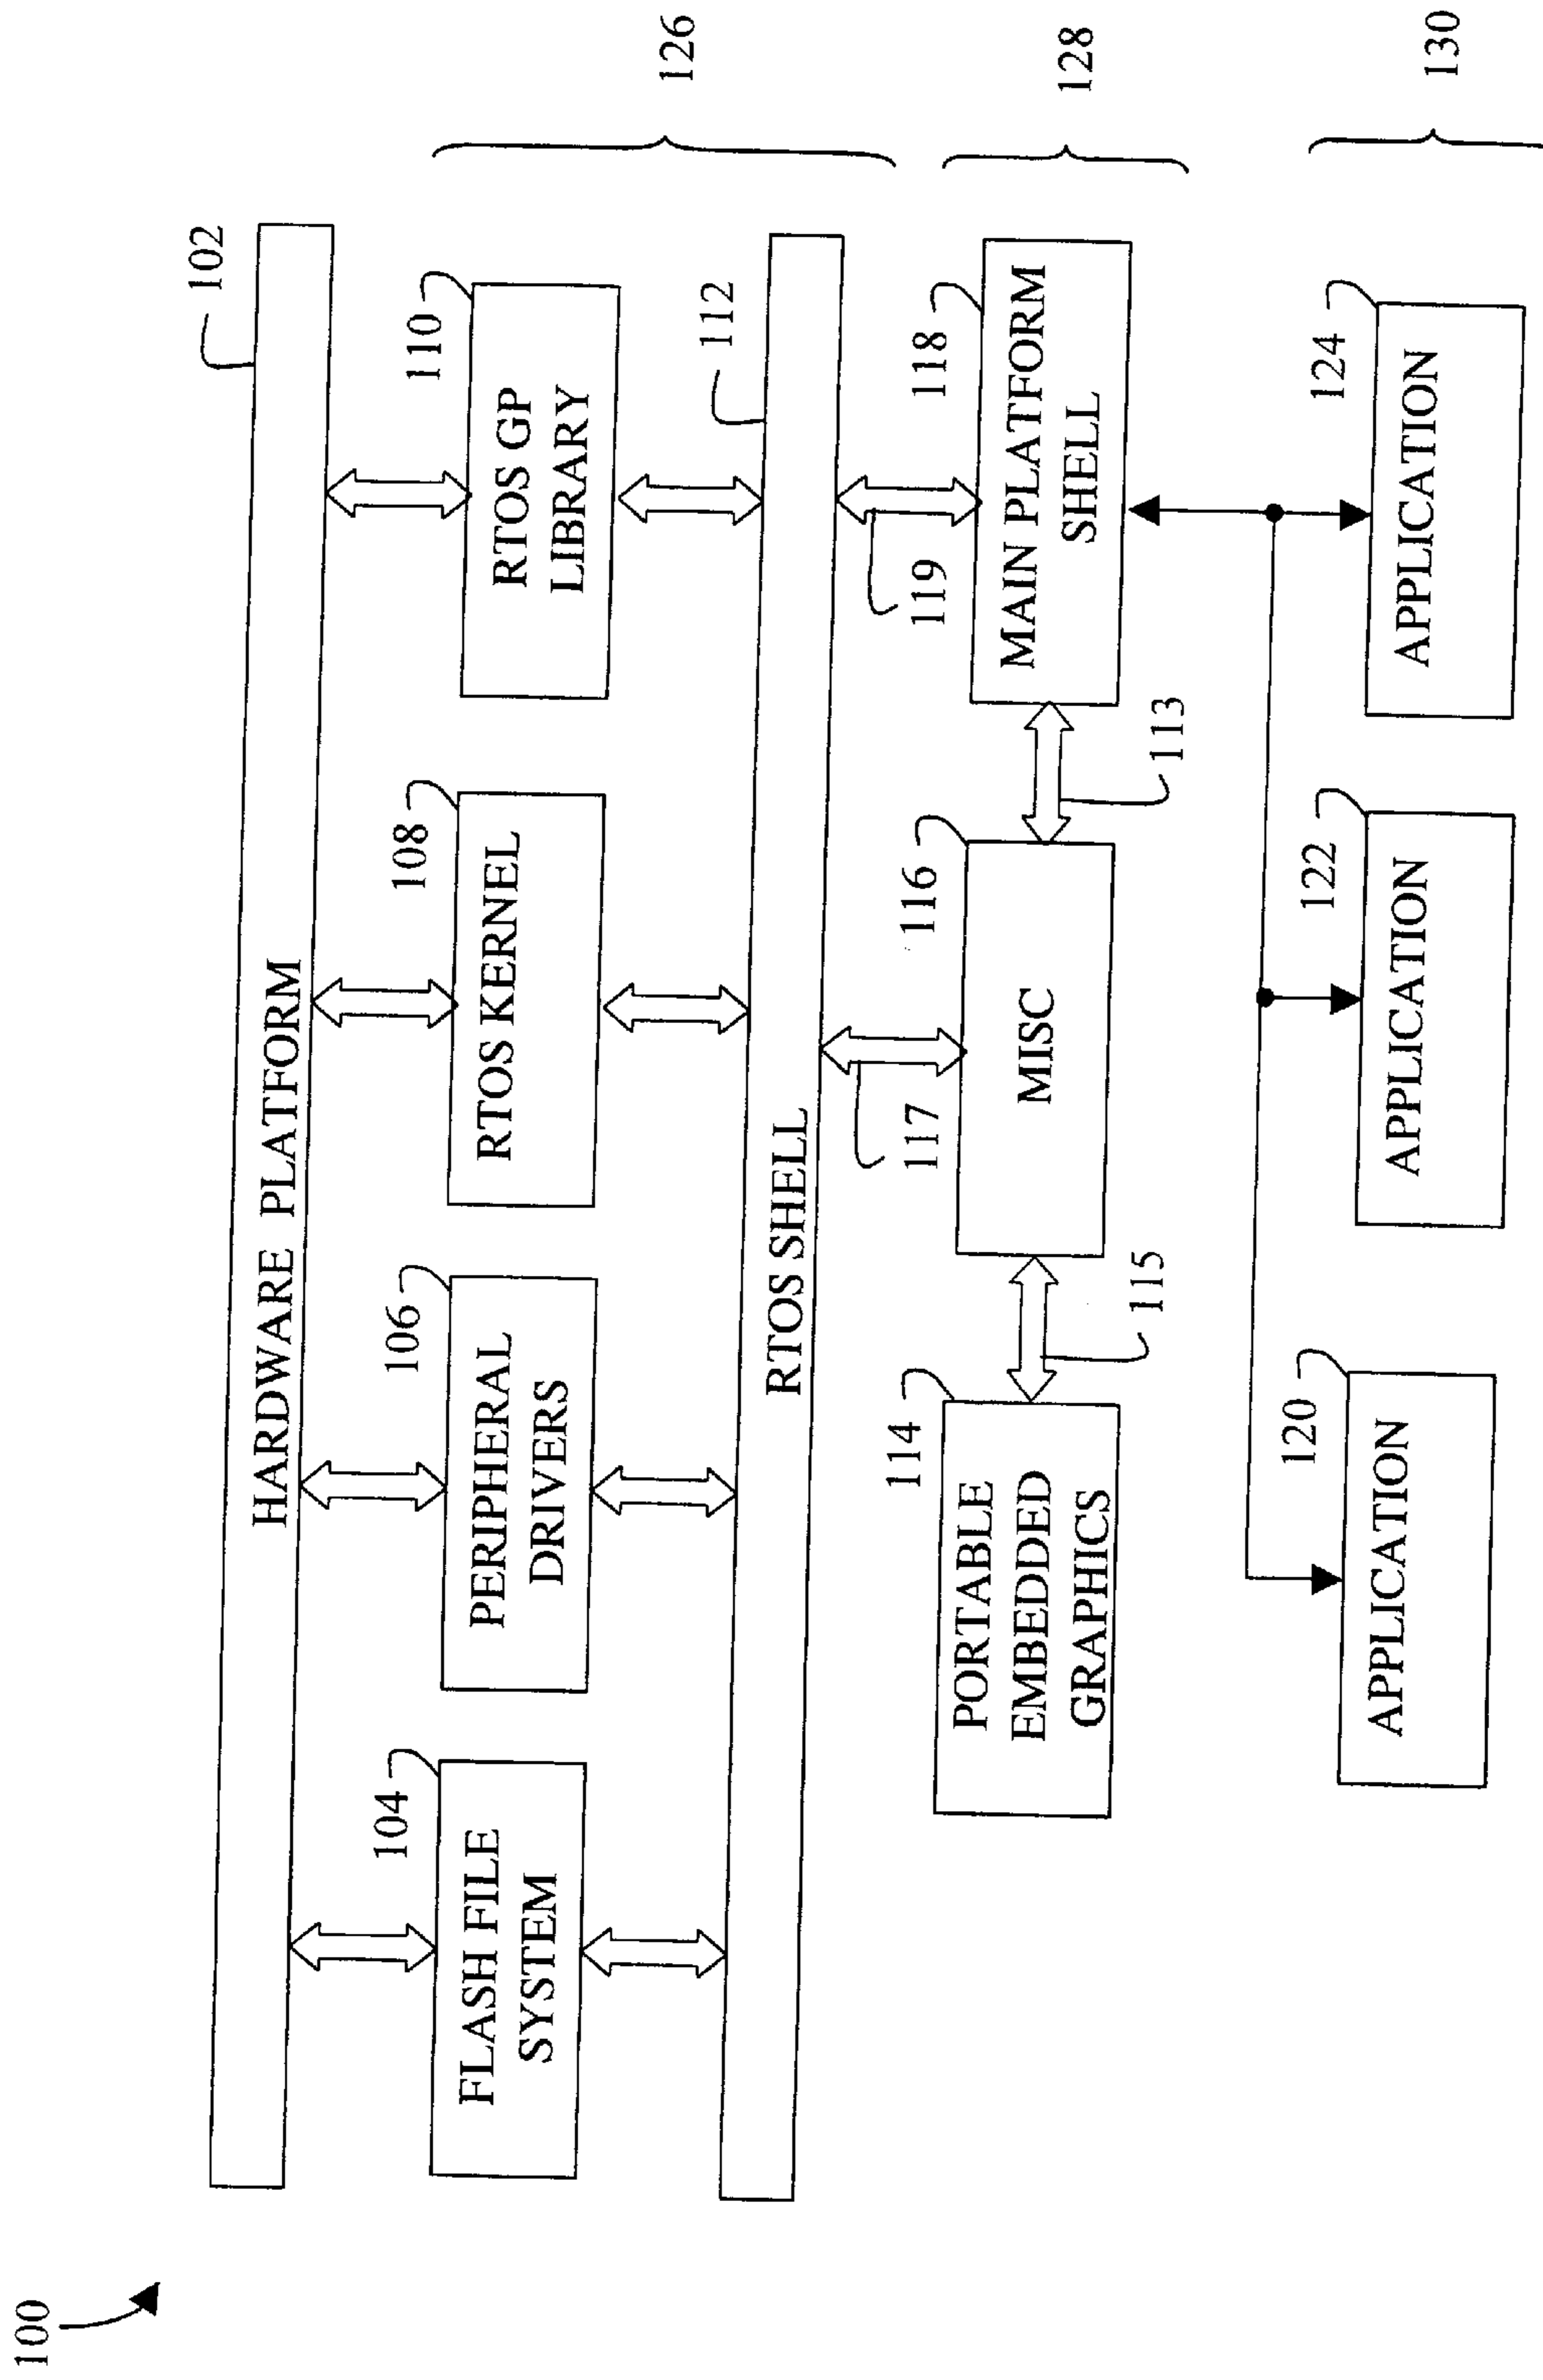 100
HARDWARE PLATFORM
102
104
FLASH FILE
SYSTEM
106
PERIPHERAL
DRIVERS
108
RTOS KERNEL
110
RTOS GP
LIBRARY
126
RTOS SHELL
112
114
PORTABLE
EMBEDDED
GRAPHICS
115
117
116
MISC
113
119
118
MAIN PLATFORM
SHELL
128
120
APPLICATION
122
APPLICATION
124
APPLICATION
130